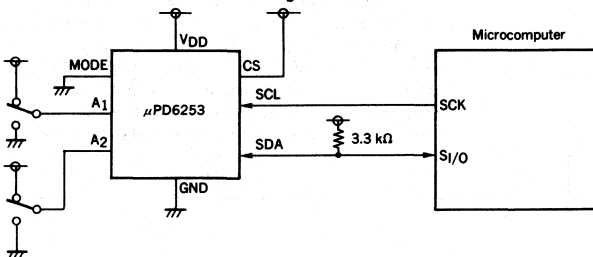 Microcomputer
VDD
MODE
CS
A1
μPD6253
SCL
SCK
A2
SDA
3.3 kΩ
SI/O
GND